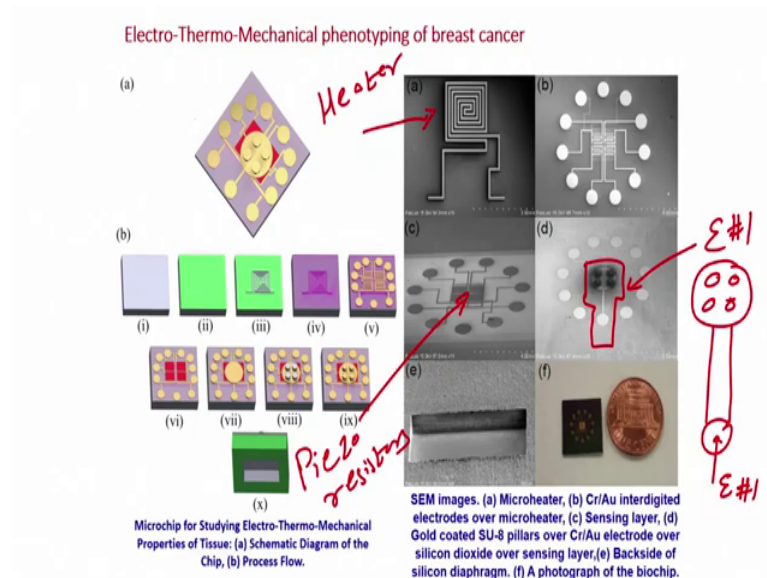 Electro-Thermo-Mechanical phenotyping of breast cancer
(a)
Heater
(a)
(b)
(b)
(i)
(ii)
(iii)
(iv)
(v)
(c)
(d)
ε#1
(vi)
(vii)
(viii)
(ix)
(e)
(f)
Piezo
resistors
(x)
ε#1
Microchip for Studying Electro-Thermo-Mechanical
Properties of Tissue: (a) Schematic Diagram of the
Chip, (b) Process Flow.
SEM images. (a) Microheater, (b) Cr/Au interdigited
electrodes over microheater, (c) Sensing layer, (d)
Gold coated SU-8 pillars over Cr/Au electrode over
silicon dioxide over sensing layer,(e) Backside of
silicon diaphragm. (f) A photograph of the biochip.